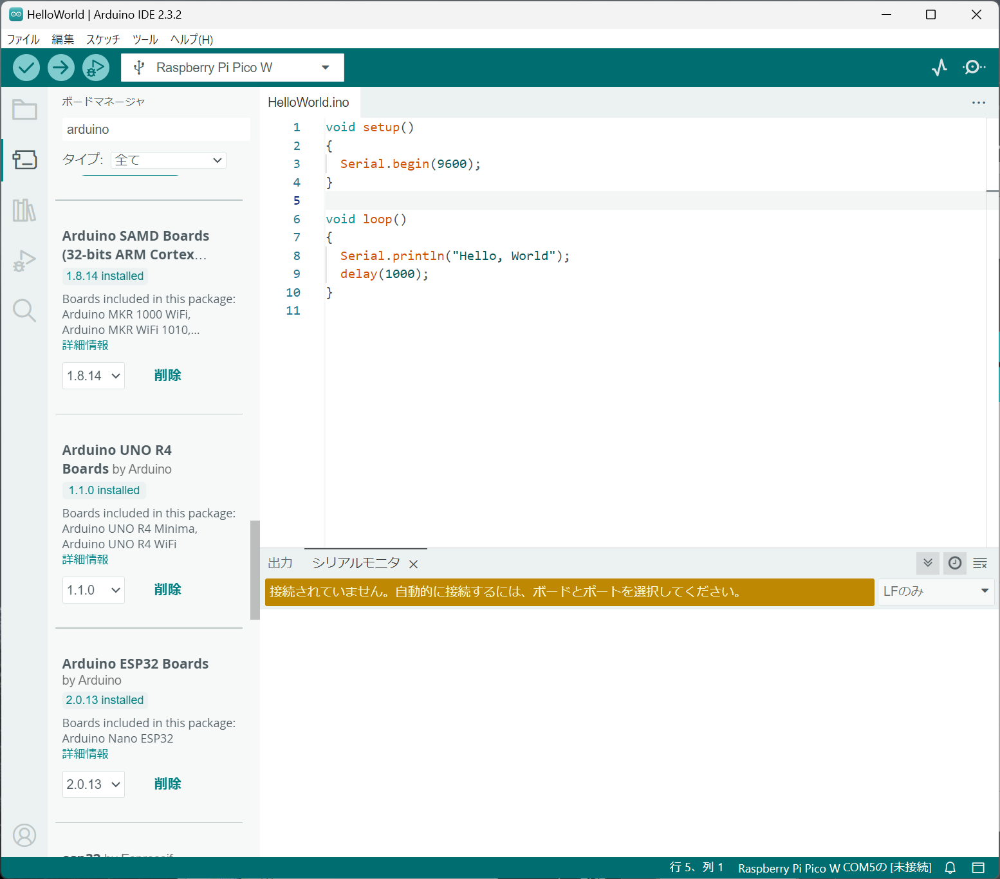 HelloWorld | Arduino IDE 2.3.2
ファイル 編集 スケッチ ツール ヘルプ(H)
Raspberry Pi Pico W
ボードマネージャ
arduino
タイプ: 全て
Arduino SAMD Boards
(32-bits ARM Cortex...
1.8.14 installed
Boards included in this package:
Arduino MKR 1000 WiFi,
Arduino MKR WiFi 1010,...
詳細情報
1.8.14 削除
Arduino UNO R4
Boards by Arduino
1.1.0 installed
Boards included in this package:
Arduino UNO R4 Minima,
Arduino UNO R4 WiFi
詳細情報
1.1.0 削除
Arduino ESP32 Boards
by Arduino
2.0.13 installed
Boards included in this package:
Arduino Nano ESP32
詳細情報
2.0.13 削除
HelloWorld.ino
1 void setup()
2 {
3 Serial.begin(9600);
4 }
5
6 void loop()
7 {
8 Serial.println("Hello, World");
9 delay(1000);
10 }
11
出力 シリアルモニタ
接続されていません。自動的に接続するには、ボードとポートを選択してください。
LFのみ
行 5、列 1 Raspberry Pi Pico W COM5の [未接続]